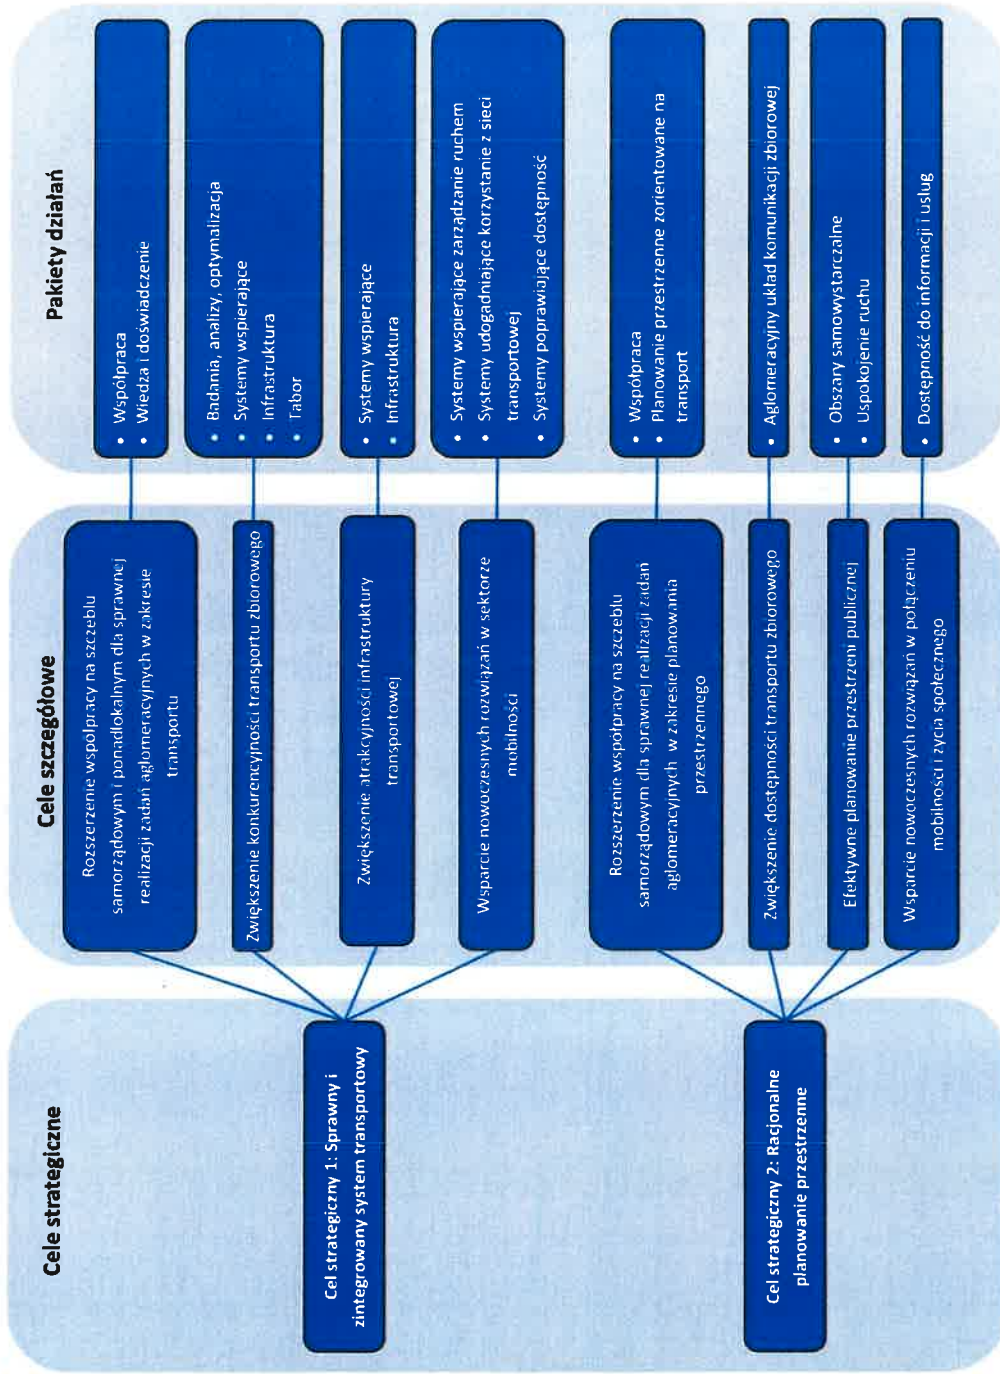 Cele strategiczne
Cel strategiczny 1: Sprawny i
zintegrowany system transportowy
Cel strategiczny 2: Racjonalne
planowanie przestrzenne
Cele szczegółowe
Rozszerzenie współpracy na szczeblu
samorządowym i ponadlokalnym dla sprawnej
realizacji zadań aglomeracyjnych w zakresie
transportu
Zwiększenie konkurencyjności transportu zbiorowego
Zwiększenie atrakcyjności infrastruktury
transportowej
Wsparcie nowoczesnych rozwiązań w sektorze
mobilności
Rozszerzenie współpracy na szczeblu
samorządowym dla sprawnej realizacji zadań
aglomeracyjnych w zakresie planowania
przestrzennego
Zwiększenie dostępności transportu zbiorowego
Efektywne planowanie przestrzeni publicznej
Wsparcie nowoczesnych rozwiązań w połączeniu
mobilności i życia społecznego
Pakiety działań
• Współpraca
• Wiedza i doświadczenie
• Badania, analizy, optymalizacja
• Systemy wspierające
• Infrastruktura
• Tabor
• Systemy wspierające
• Infrastruktura
• Systemy wspierające zarządzanie ruchem
• Systemy udogadniające korzystanie z sieci
transportowej
• Systemy poprawiające dostępność
• Współpraca
• Planowanie przestrzenne zorientowane na
transport
• Aglomeracyjny układ komunikacji zbiorowej
• Obszary samowystarczalne
• Uspokojenie ruchu
• Dostępność do informacji i usług